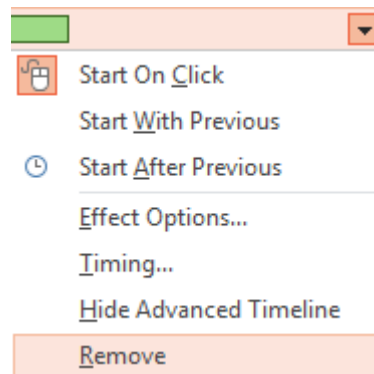 Start On Click
Start With Previous
Start After Previous
Effect Options...
Timing...
Hide Advanced Timeline
Remove